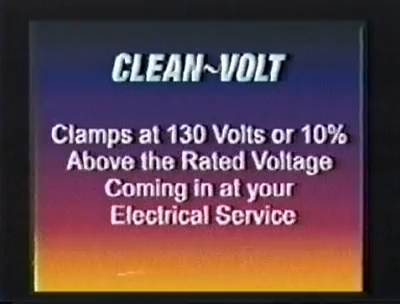 CLEAN~VOLT
Clamps at 130 Volts or 10%
Above the Rated Voltage
Coming in at your
Electrical Service